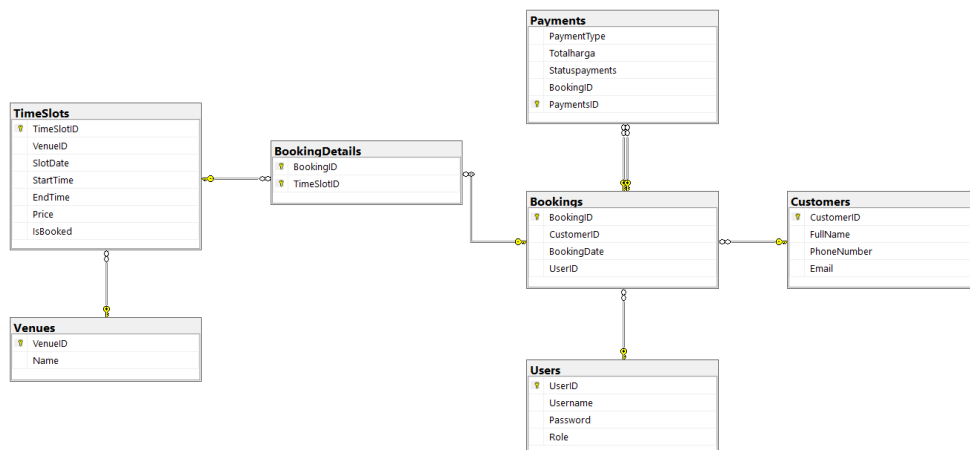 Payments
PaymentType
Totalharga
Statuspayments
BookingID
PaymentsID
TimeSlots
TimeSlotID
VenueID
SlotDate
StartTime
EndTime
Price
IsBooked
BookingDetails
BookingID
TimeSlotID
Bookings
BookingID
CustomerID
BookingDate
UserID
Customers
CustomerID
FullName
PhoneNumber
Email
Venues
VenueID
Name
Users
UserID
Username
Password
Role